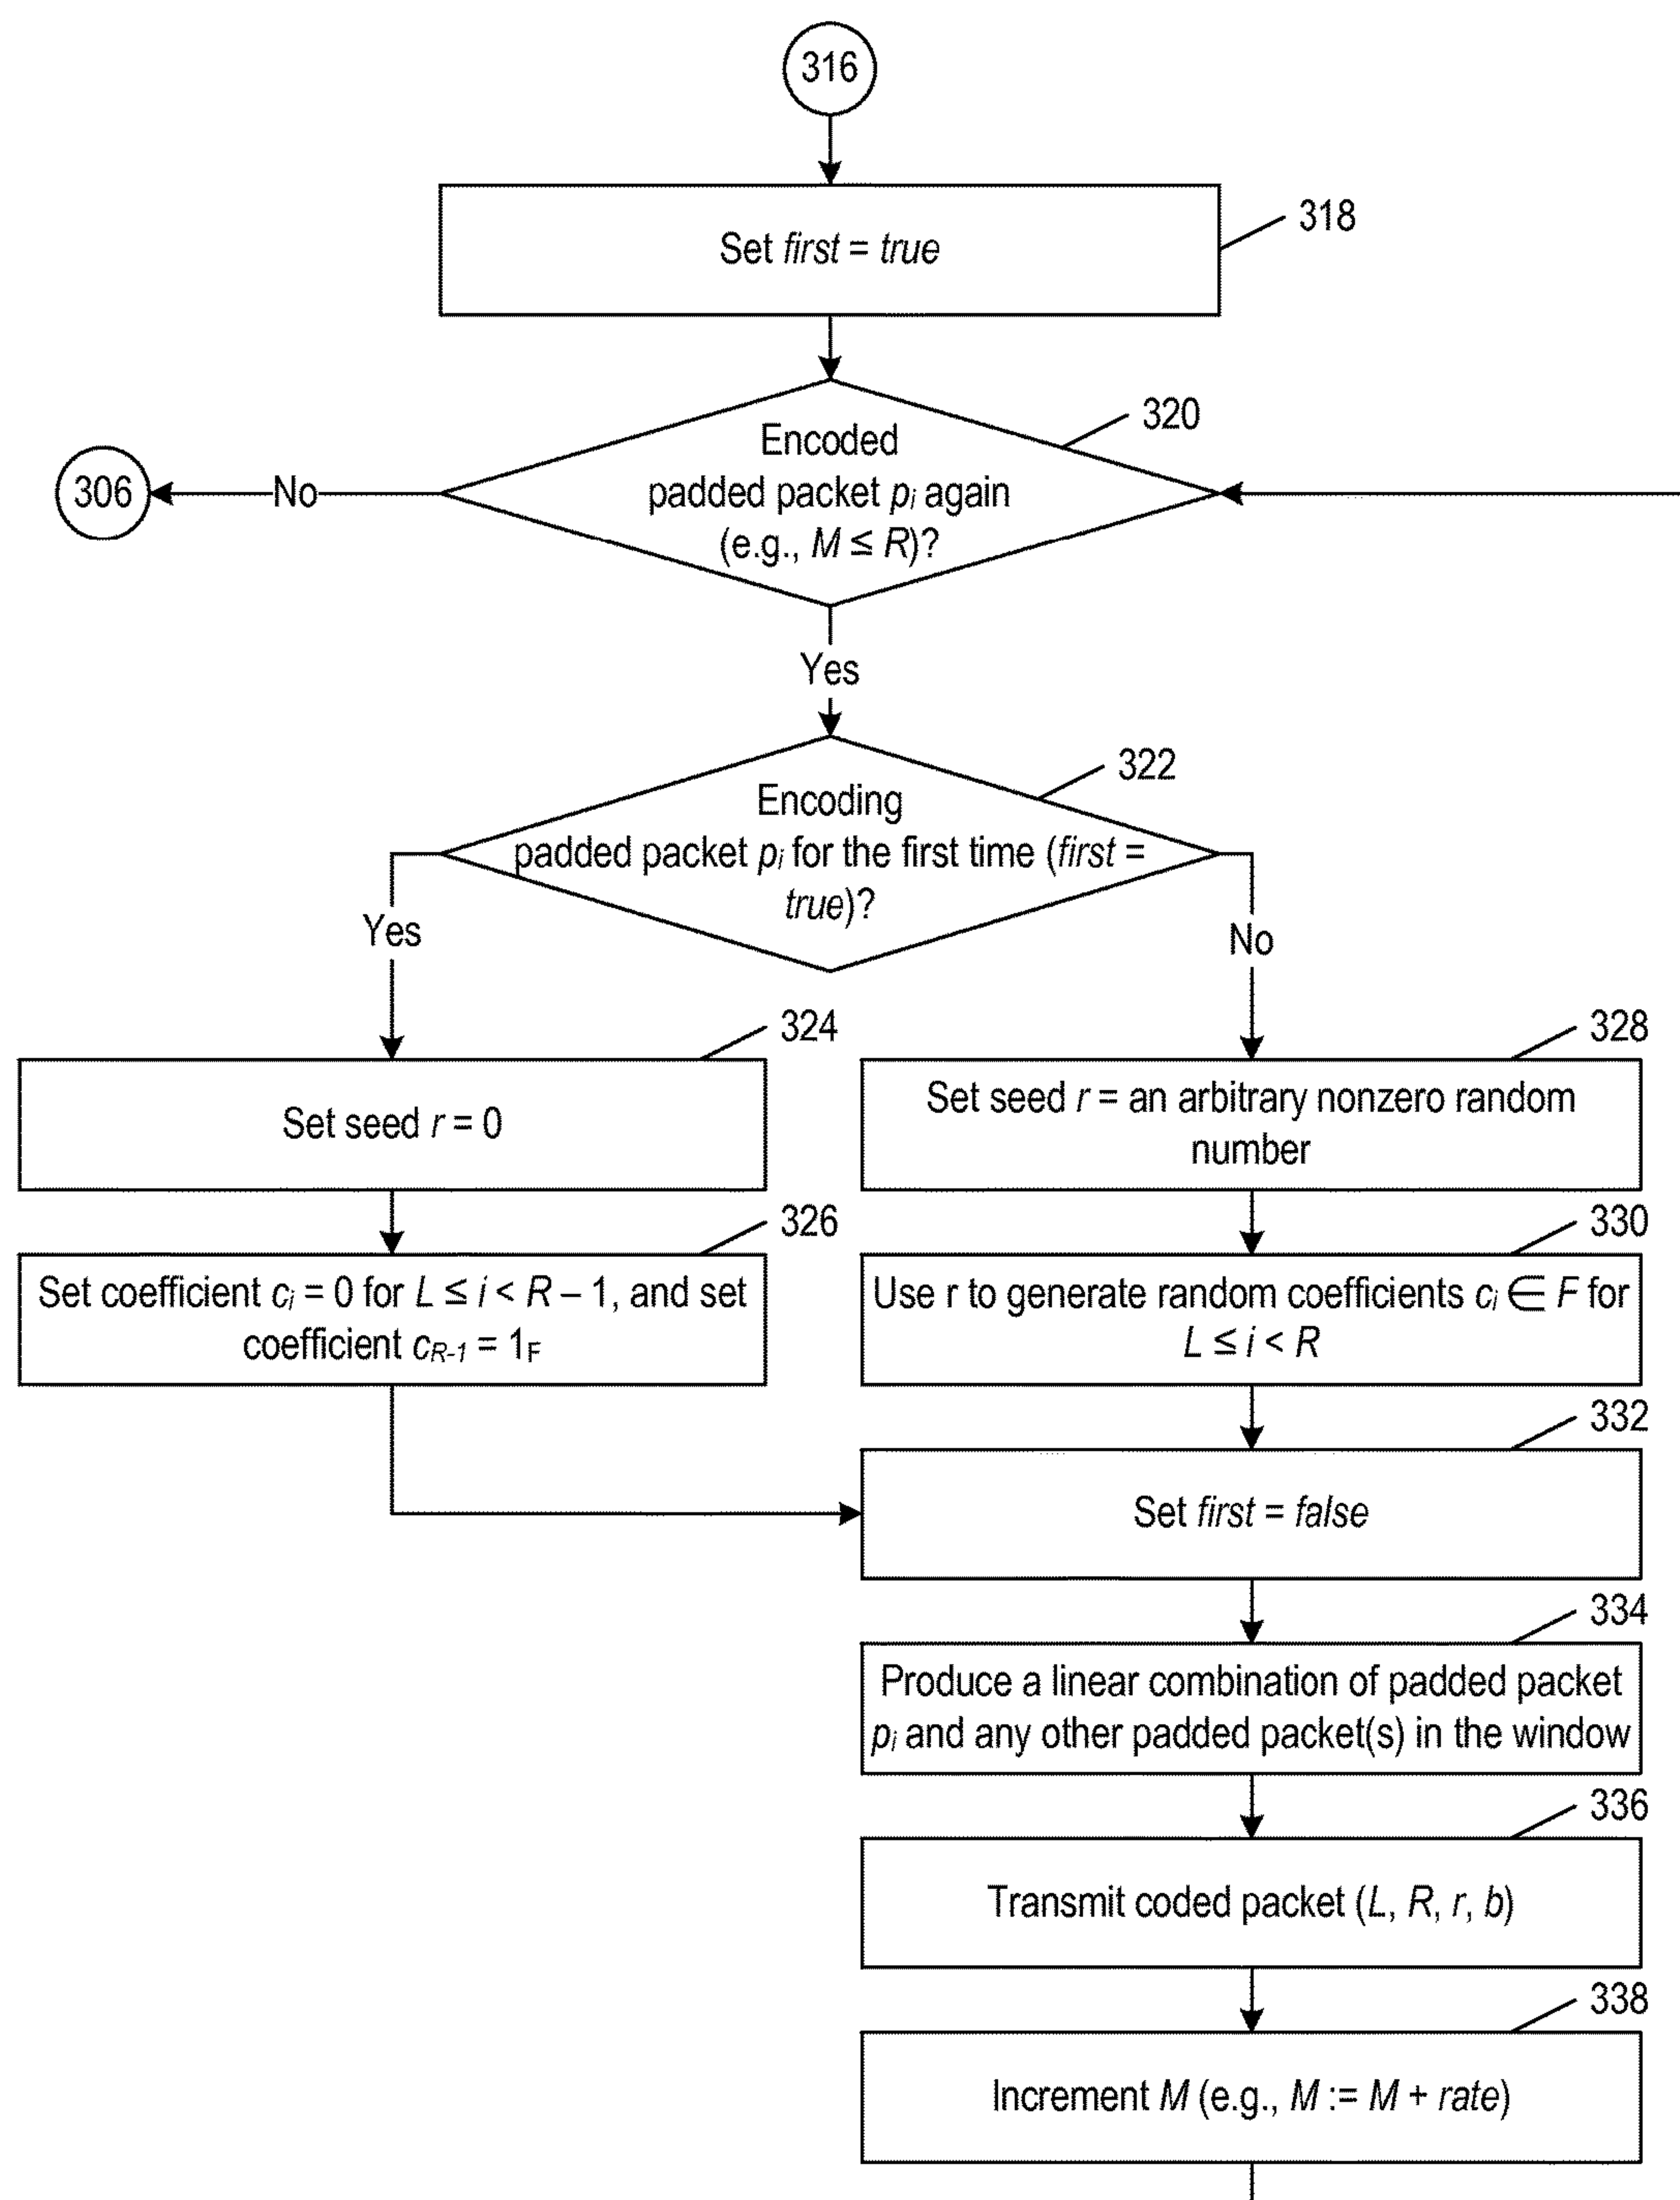 316
318
Set first = true
320
Encoded
padded packet pi again
(e.g., M ≤ R)?
306
No
Yes
322
Encoding
padded packet pi for the first time (first =
true)?
Yes
No
324
328
Set seed r = 0
Set seed r = an arbitrary nonzero random
number
326
330
Set coefficient ci = 0 for L ≤ i < R – 1, and set
coefficient cR-1 = 1F
Use r to generate random coefficients ci ∈ F for
L ≤ i < R
332
Set first = false
334
Produce a linear combination of padded packet
pi and any other padded packet(s) in the window
336
Transmit coded packet (L, R, r, b)
338
Increment M (e.g., M := M + rate)